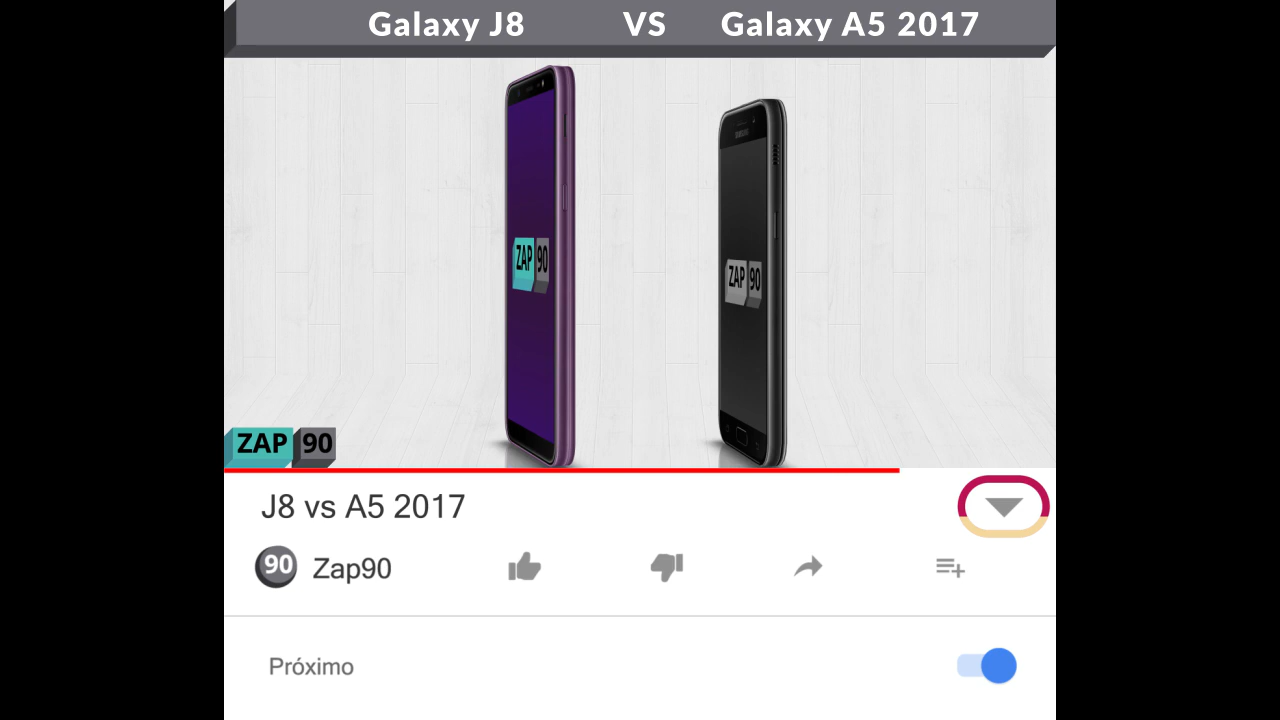 Galaxy J8 VS Galaxy A5 2017
SAMSUNG
ZAP 90
ZAP 90
ZAP 90
J8 vs A5 2017
90 Zap90
Próximo